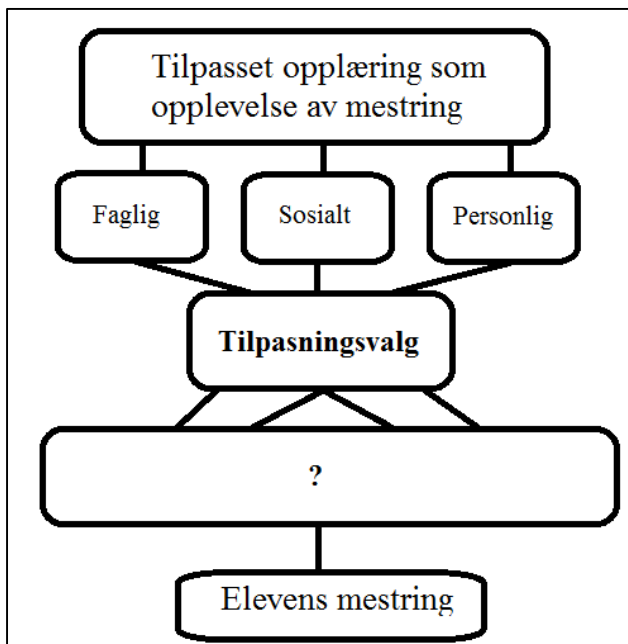 Tilpasset opplæring som
opplevelse av mestring
Faglig
Sosialt
Personlig
Tilpasningsvalg
?
Elevens mestring